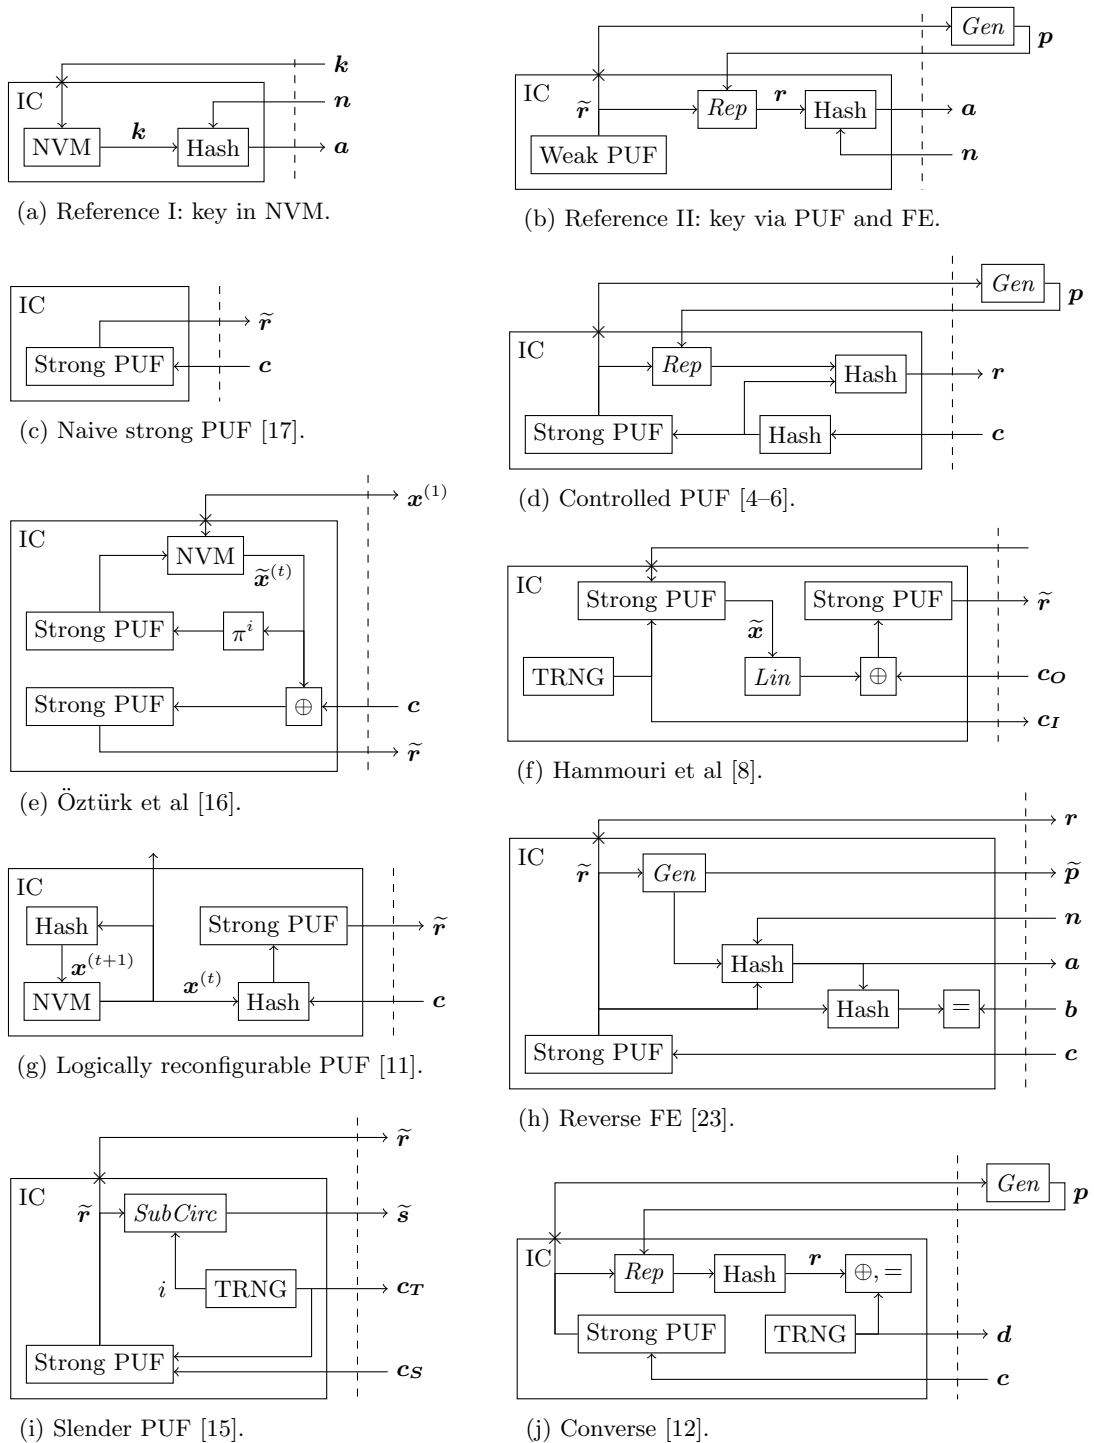 k
IC
n
NVM
k
Hash
a
(a) Reference I: key in NVM.
Gen
p
IC
r̃
Rep
r
Hash
a
Weak PUF
n
(b) Reference II: key via PUF and FE.
IC
r̃
Strong PUF
c
(c) Naive strong PUF [17].
Gen
p
IC
Rep
Hash
r
Strong PUF
Hash
c
(d) Controlled PUF [4–6].
x^(1)
IC
NVM
x̃^(t)
Strong PUF
π^i
Strong PUF
⊕
c
r̃
(e) Öztürk et al [16].
IC
Strong PUF
Strong PUF
r̃
x̃
TRNG
Lin
⊕
c_O
c_I
(f) Hammouri et al [8].
IC
Hash
Strong PUF
r̃
x^(t+1)
x^(t)
NVM
Hash
c
(g) Logically reconfigurable PUF [11].
r
IC
r̃
Gen
p̃
n
Hash
a
Hash
=
b
Strong PUF
c
(h) Reverse FE [23].
r̃
IC
r̃
SubCirc
s̃
i
TRNG
c_T
Strong PUF
c_S
(i) Slender PUF [15].
Gen
p
IC
Rep
Hash
r
⊕, =
Strong PUF
TRNG
d
c
(j) Converse [12].